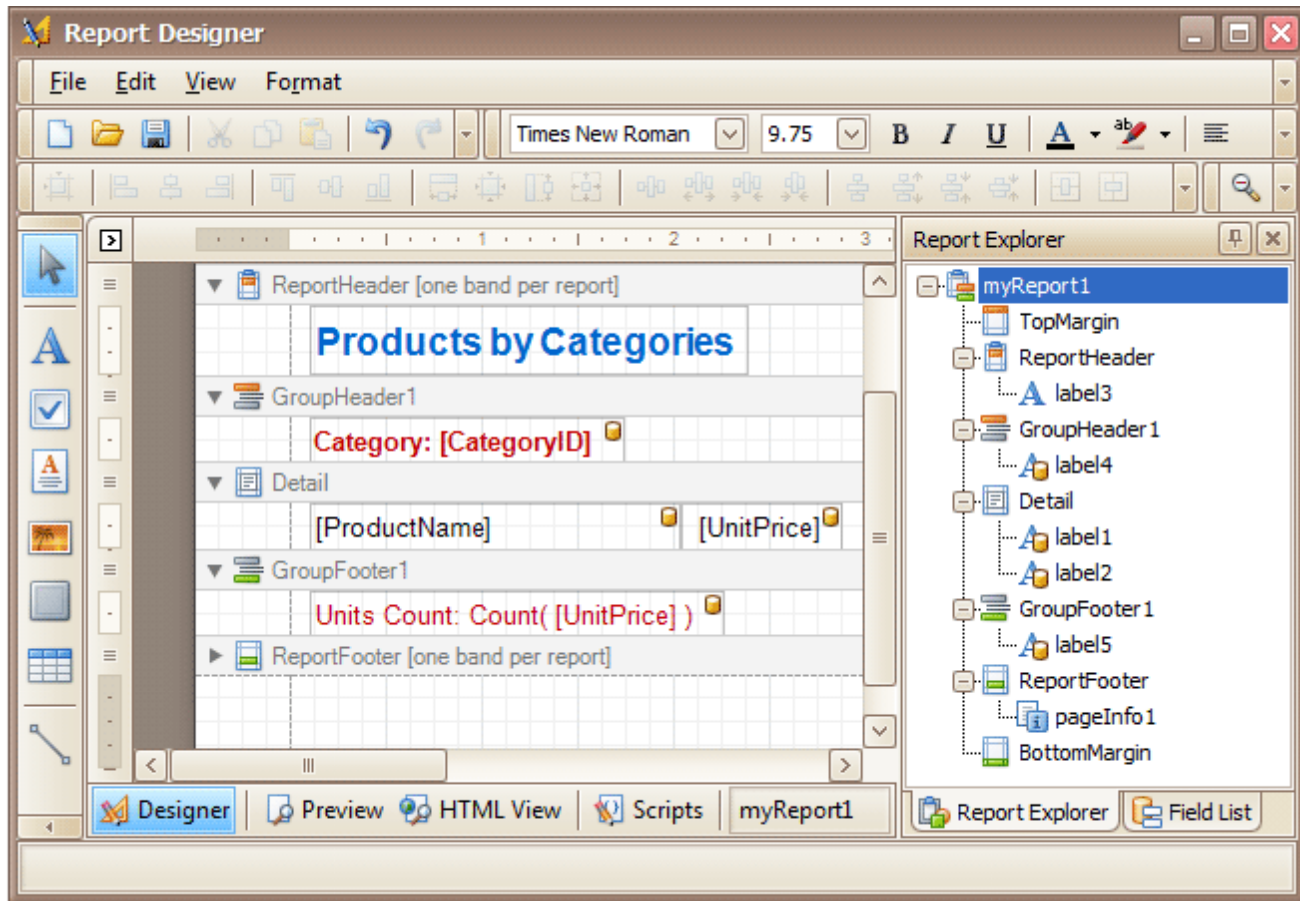 Report Designer
File Edit View Format
Times New Roman 9.75 B I U A ab
1 2 3
Report Explorer
ReportHeader [one band per report]
Products by Categories
GroupHeader1
Category: [CategoryID]
Detail
[ProductName] [UnitPrice]
GroupFooter1
Units Count: Count( [UnitPrice] )
ReportFooter [one band per report]
myReport1
TopMargin
ReportHeader
label3
GroupHeader1
label4
Detail
label1
label2
GroupFooter1
label5
ReportFooter
pageInfo1
BottomMargin
Designer Preview HTML View Scripts myReport1
Report Explorer Field List